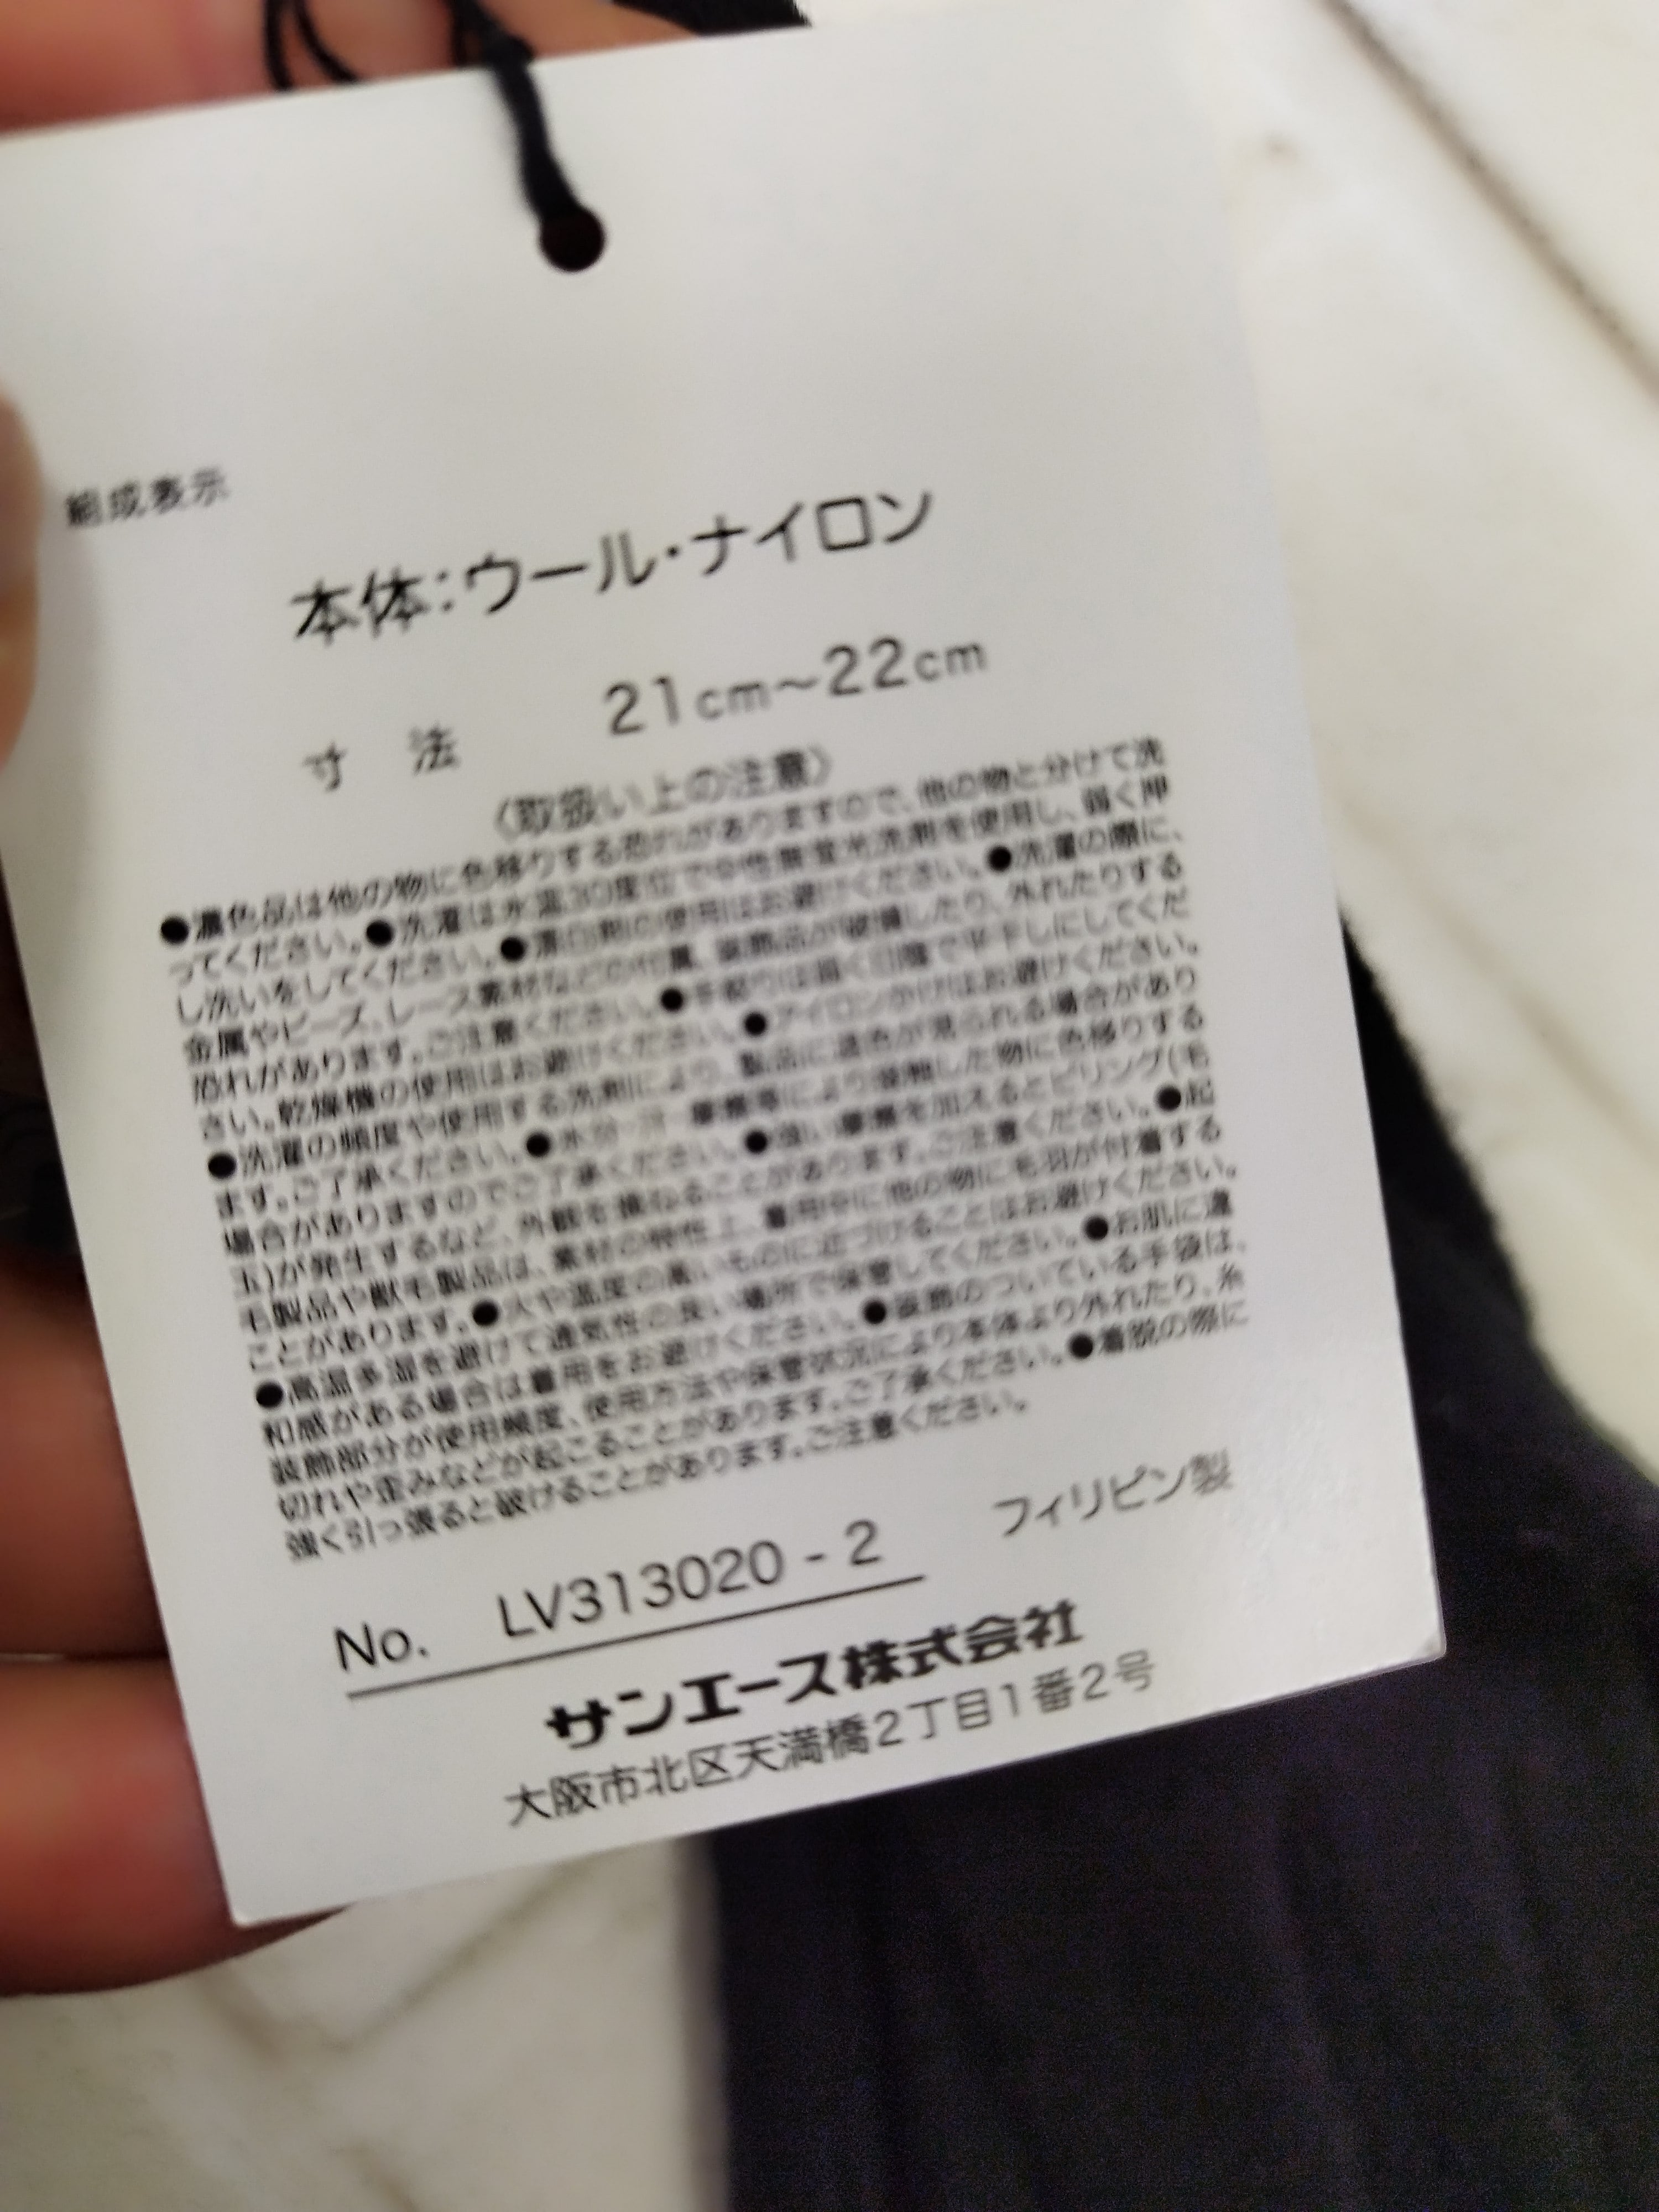 組成表示
本体：ウール・ナイロン
寸 法 21cm～22cm
〈取扱い上の注意〉
●濃色品は他の物に色移りする恐れがありますので、他の物と分けて洗
ってください。●洗濯は水温30度位で中性無蛍光洗剤を使用し、弱く押
し洗いをしてください。●漂白剤の使用はお避けください。●洗濯の際に、
金属やビーズ、レース素材などの付属、装飾品が破損したり、外れたりする
恐れがあります。ご注意ください。●手絞りは弱く日陰で平干しにしてくだ
さい。乾燥機の使用はお避けください。●アイロンかけはお避けください。
●洗濯の頻度や使用する洗剤により、製品に退色が見られる場合があり
ます。ご了承ください。●水分・汗・摩擦等により接触した物に色移りする
場合がありますのでご了承ください。●強い摩擦を加えるとピリング(毛
玉)が発生するなど、外観を損ねることがあります。ご注意ください。●起
毛製品や獣毛製品は、素材の特性上、着用中に他の物に毛羽が付着する
ことがあります。●火や温度の高いものに近づけることはお避けください。
●高温多湿を避けて通気性の良い場所で保管してください。●お肌に違
和感がある場合は着用をお避けください。●装飾のついている手袋は、
装飾部分が使用頻度、使用方法や保管状況により本体より外れたり、糸
切れや歪みなどが起こることがあります。ご了承ください。●着脱の際に
強く引っ張ると破けることがあります。ご注意ください。
フィリピン製
No. LV313020 - 2
サンエース株式会社
大阪市北区天満橋2丁目1番2号